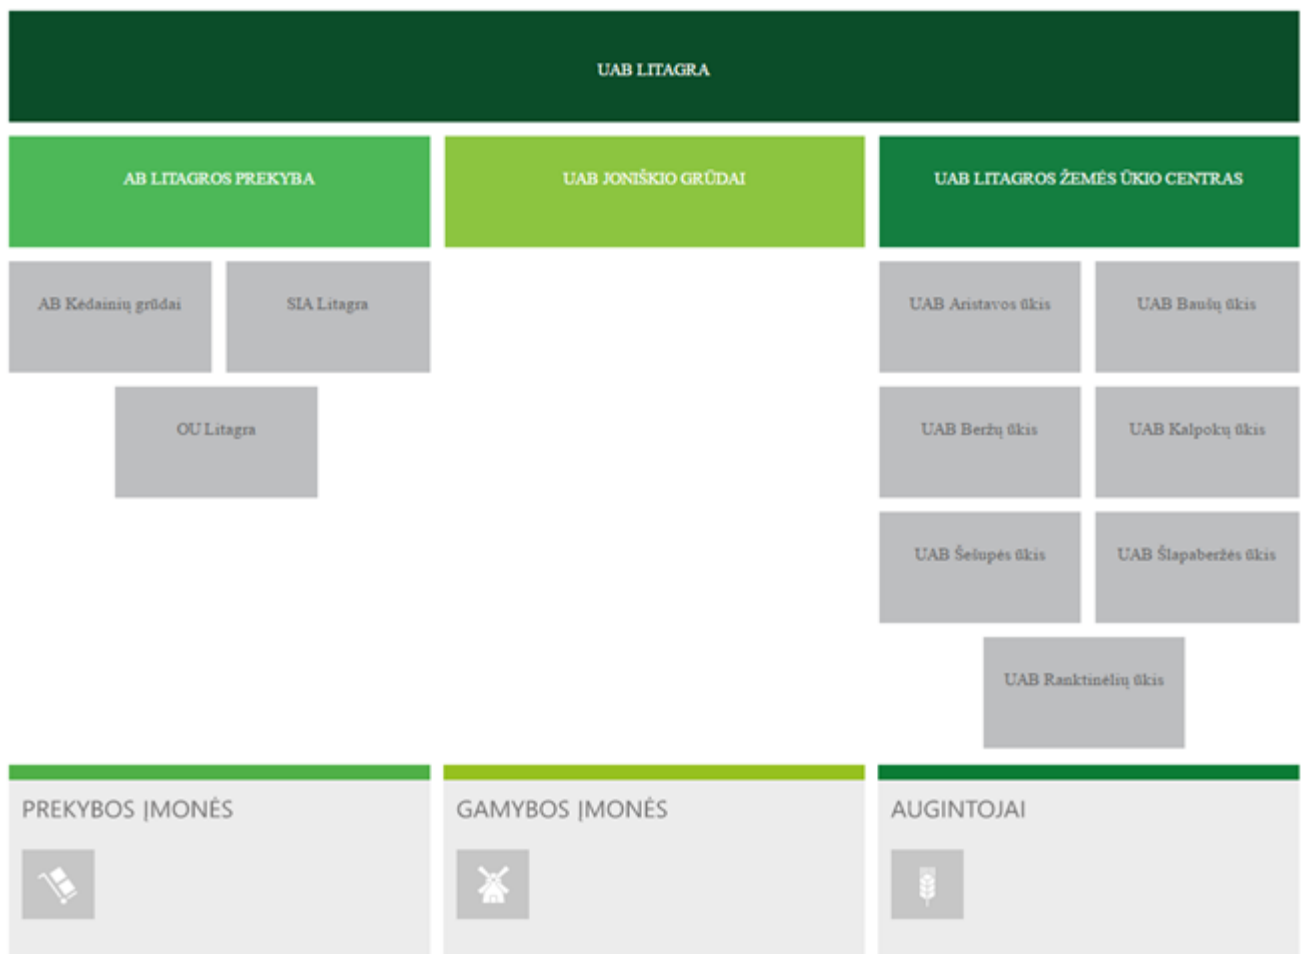 UAB LITAGRA
AB LITAGROS PREKYBA
UAB JONIŠKIO GRŪDAI
UAB LITAGROS ŽEMĖS ŪKIO CENTRAS
AB Kėdainių grūdai
SIA Litagra
UAB Aristavos ūkis
UAB Baušų ūkis
OU Litagra
UAB Beržų ūkis
UAB Kalpokų ūkis
UAB Šešupės ūkis
UAB Šlapaberžės ūkis
UAB Ranktinėlių ūkis
PREKYBOS ĮMONĖS
GAMYBOS ĮMONĖS
AUGINTOJAI